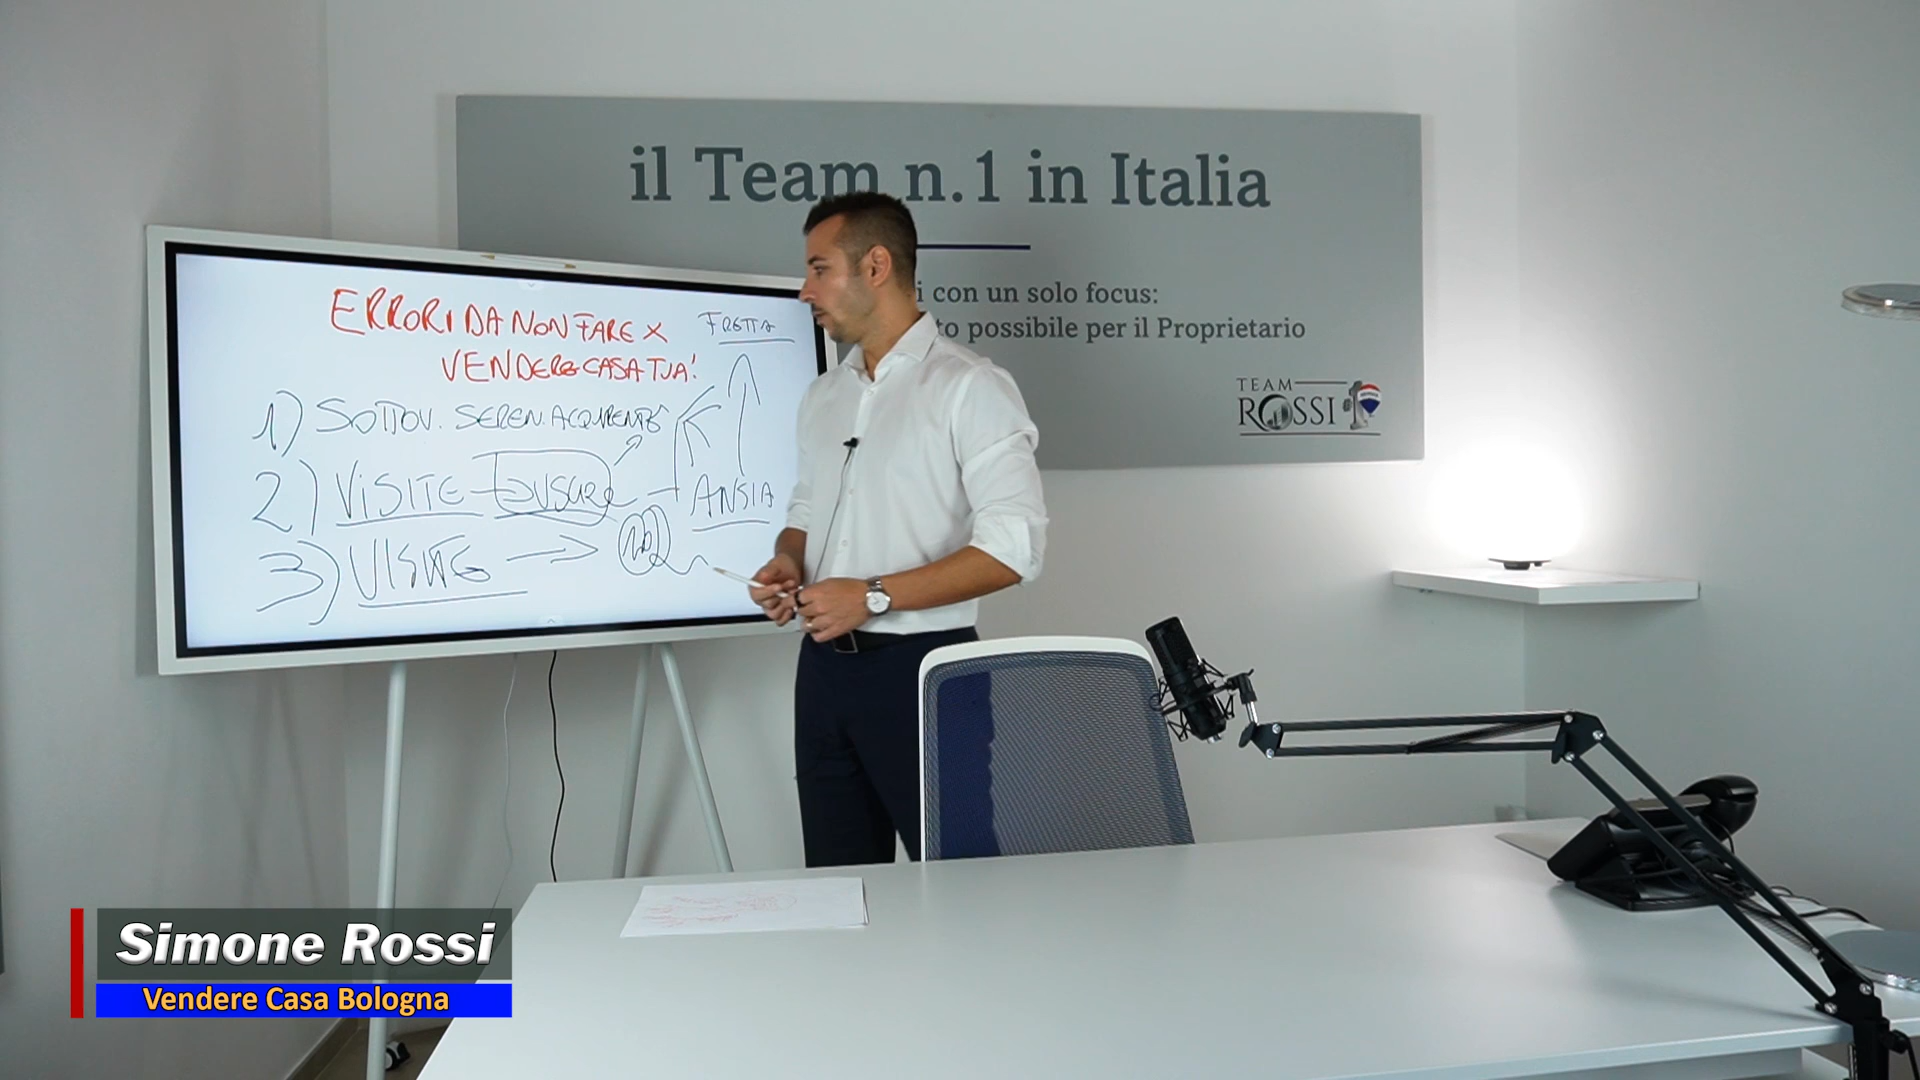 il Team n.1 in Italia
i con un solo focus:
to possibile per il Proprietario
TEAM
ROSSI
ERRORI DA NON FARE X
VENDERE CASA TUA!
FRETTA
1) SOTTOV. SEREN. ACQUIRENTE
2) VISITE
ANSIA
3) VISITE
Simone Rossi
Vendere Casa Bologna